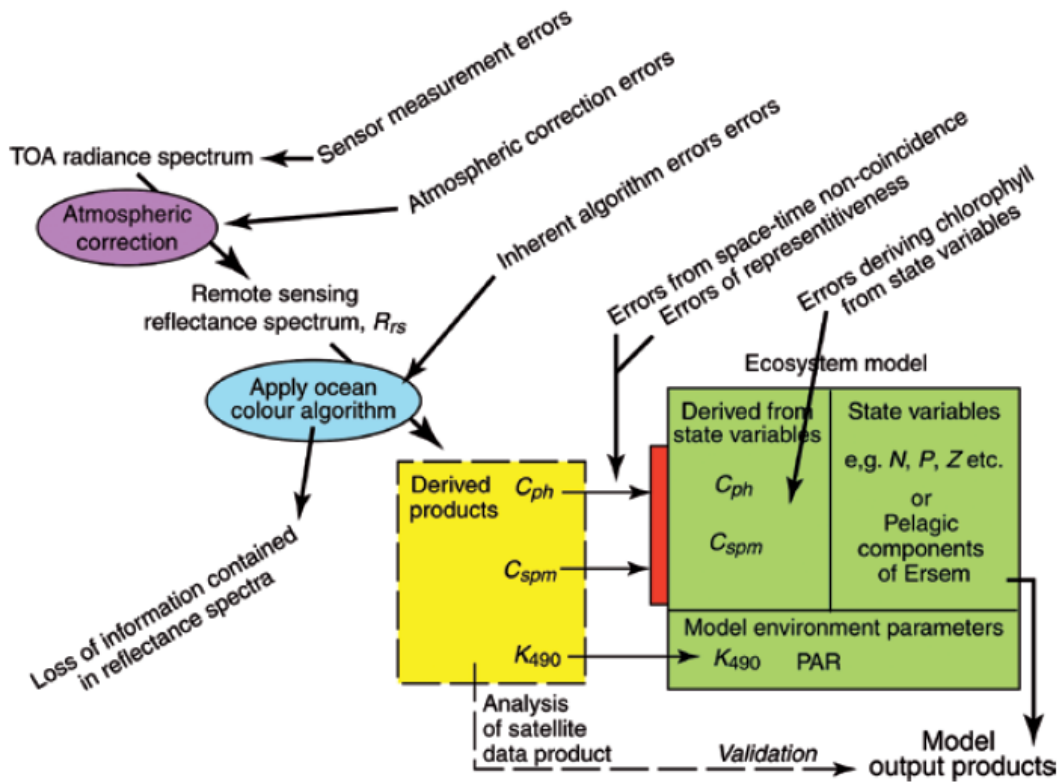 Sensor measurement errors
TOA radiance spectrum
Atmospheric correction errors
Atmospheric
correction
Inherent algorithm errors errors
Remote sensing
reflectance spectrum, Rrs
Errors from space-time non-coincidence
Errors of representitiveness
Errors deriving chlorophyll
from state variables
Apply ocean
colour algorithm
Loss of information contained
in reflectance spectra
Ecosystem model
Derived
products
Cph
Cspm
K490
Derived from
state variables
Cph
Cspm
State variables
e,g. N, P, Z etc.
or
Pelagic
components
of Ersem
Model environment parameters
K490 PAR
Analysis
of satellite
data product
Validation
Model
output products